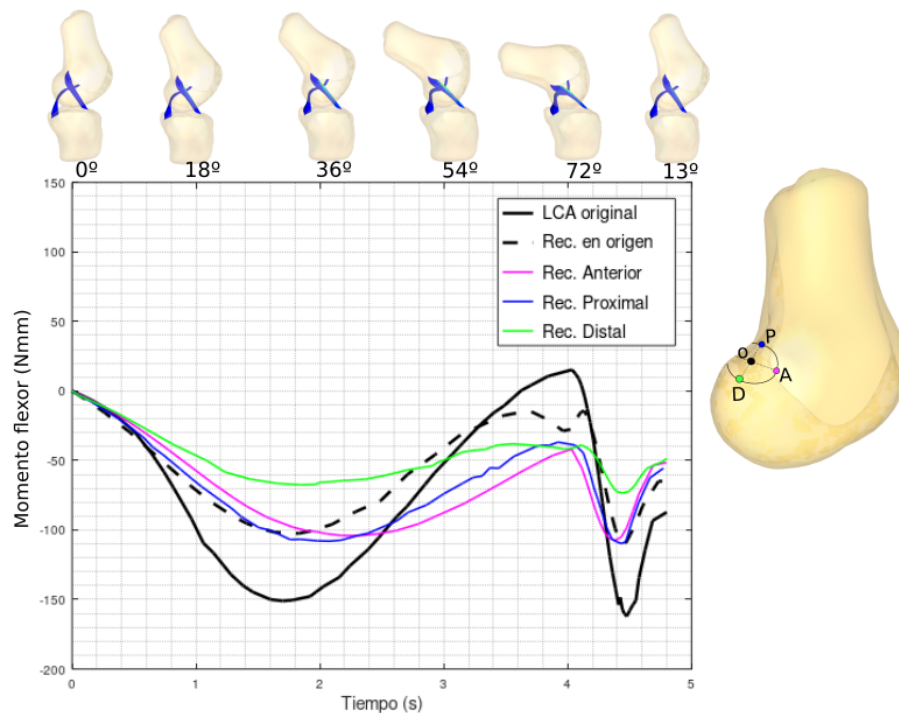 0º 18º 36º 54º 72º 13º
150
100
50
0
-50
-100
-150
-200
Momento flexor (Nmm)
LCA original
Rec. en origen
Rec. Anterior
Rec. Proximal
Rec. Distal
0 1 2 3 4 5
Tiempo (s)
P
O
A
D